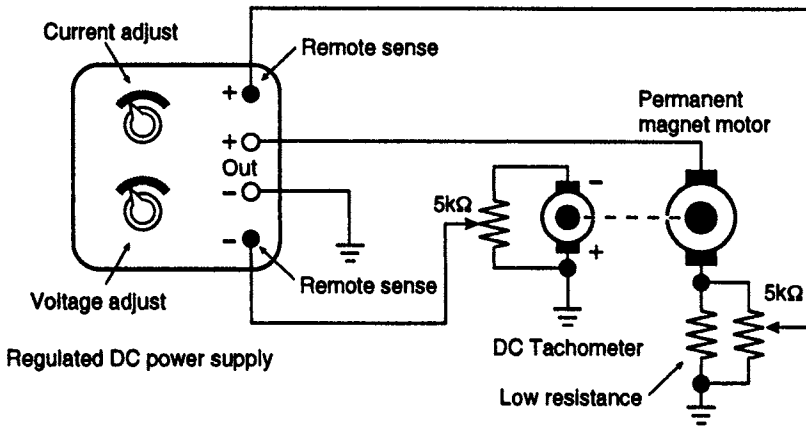 Current adjust
Remote sense
+
+
Out
-
-
Voltage adjust
Remote sense
Regulated DC power supply
5kΩ
-
+
DC Tachometer
Permanent
magnet motor
5kΩ
Low resistance